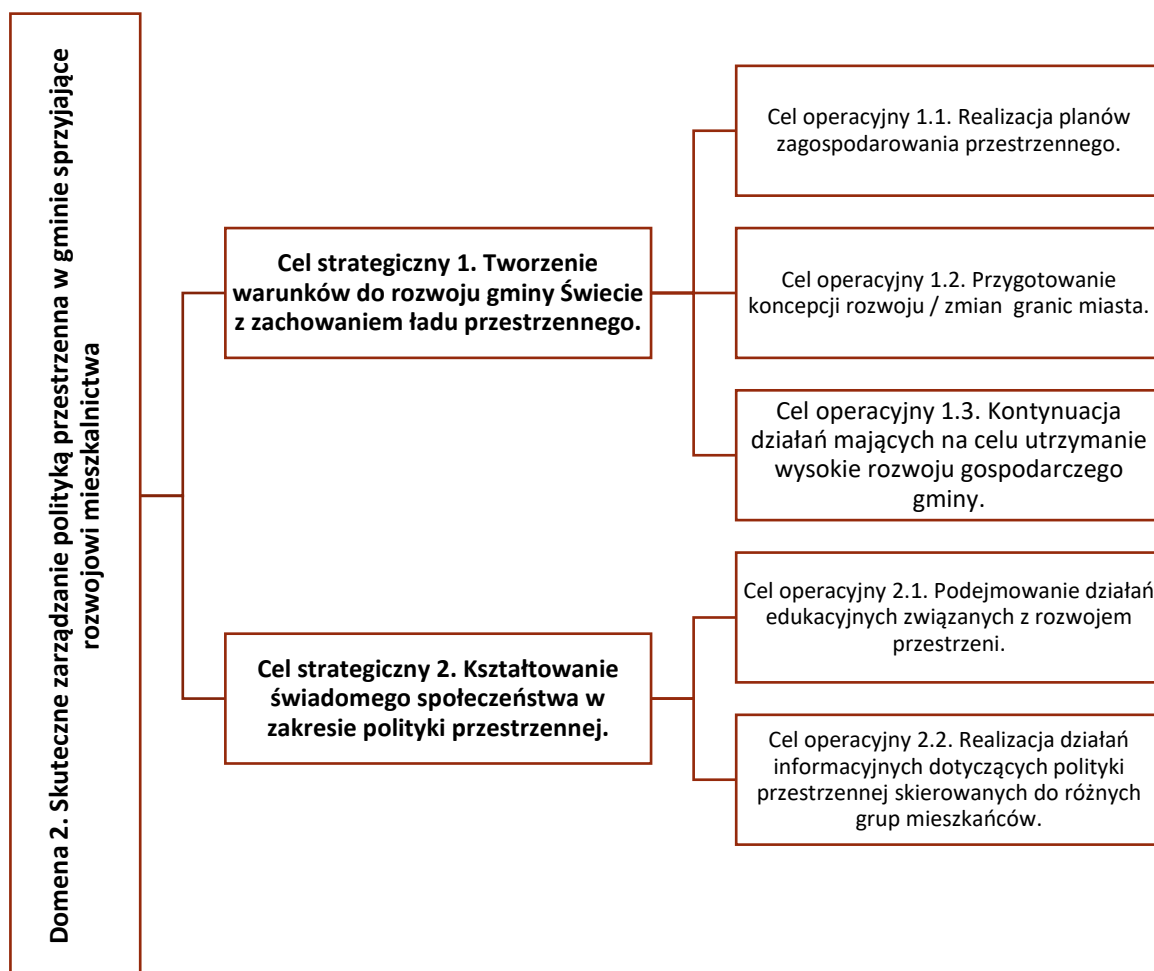 Domena 2. Skuteczne zarządzanie polityką przestrzenna w gminie sprzyjające
rozwojowi mieszkalnictwa
Cel strategiczny 1. Tworzenie
warunków do rozwoju gminy Świecie
z zachowaniem ładu przestrzennego.
Cel operacyjny 1.1. Realizacja planów
zagospodarowania przestrzennego.
Cel operacyjny 1.2. Przygotowanie
koncepcji rozwoju / zmian  granic miasta.
Cel operacyjny 1.3. Kontynuacja
działań mających na celu utrzymanie
wysokie rozwoju gospodarczego
gminy.
Cel strategiczny 2. Kształtowanie
świadomego społeczeństwa w
zakresie polityki przestrzennej.
Cel operacyjny 2.1. Podejmowanie działań
edukacyjnych związanych z rozwojem
przestrzeni.
Cel operacyjny 2.2. Realizacja działań
informacyjnych dotyczących polityki
przestrzennej skierowanych do różnych
grup mieszkańców.